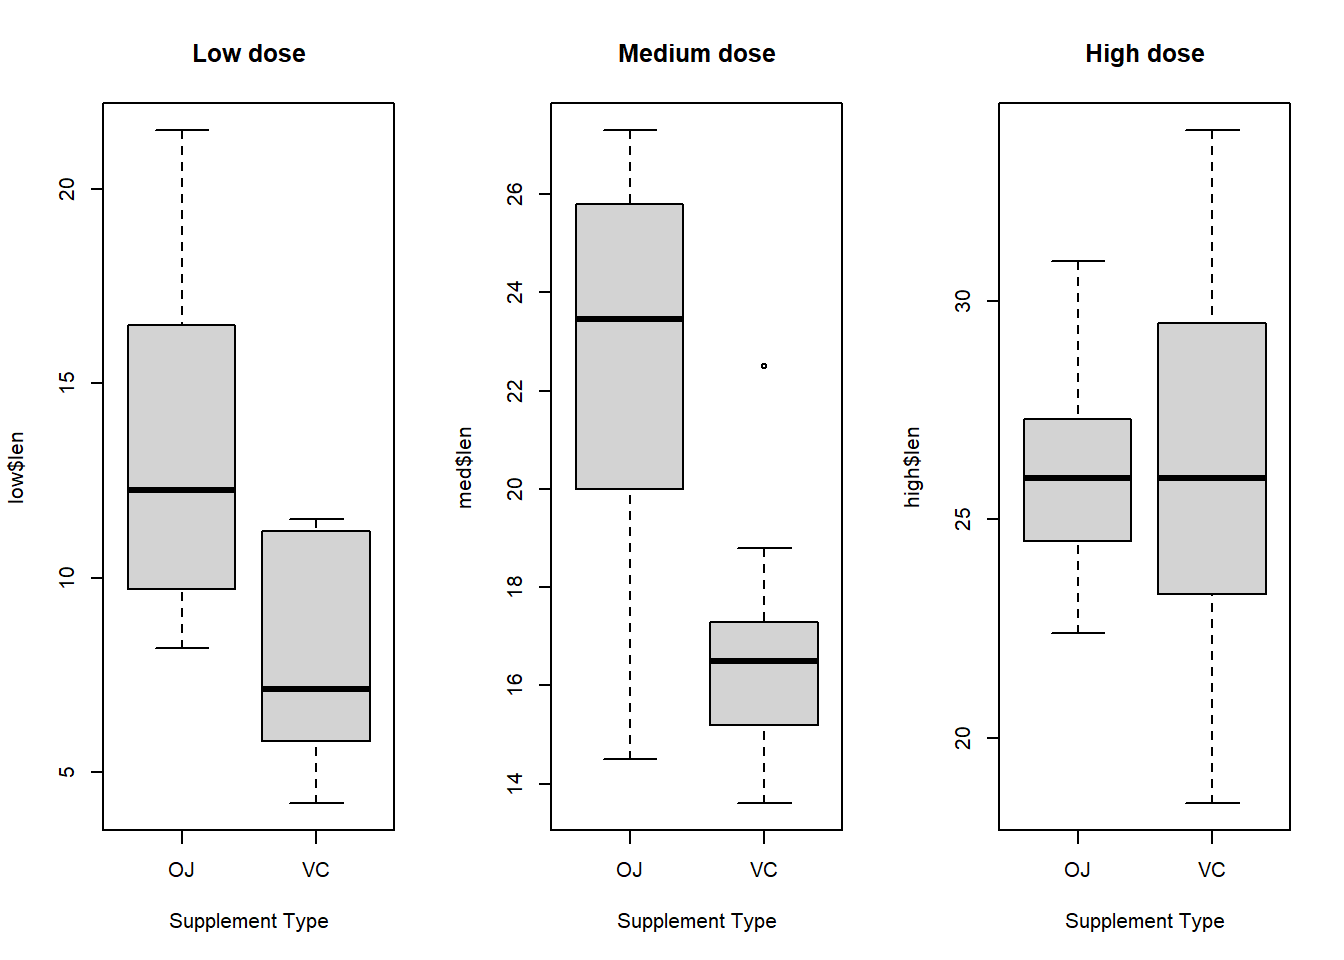 Low dose
low$len
20
15
10
5
OJ VC
Supplement Type
Medium dose
med$len
26
24
22
20
18
16
14
OJ VC
Supplement Type
High dose
high$len
30
25
20
OJ VC
Supplement Type